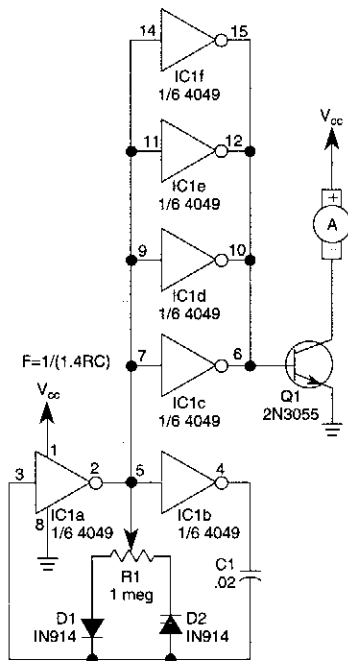 14
15
IC1f
1/6 4049
11
12
IC1e
1/6 4049
Vcc
+
A
9
10
IC1d
1/6 4049
7
6
IC1c
1/6 4049
Q1
2N3055
F=1/(1.4RC)
Vcc
1
3
2
8
IC1a
1/6 4049
5
4
IC1b
1/6 4049
R1
1 meg
C1
.02
D1
IN914
D2
IN914